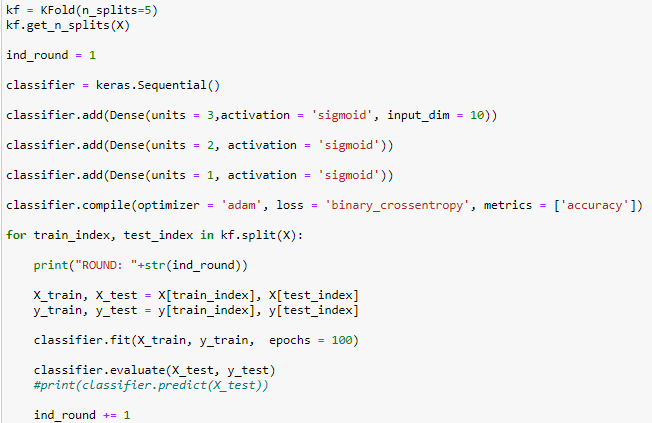 kf = KFold(n_splits=5)
kf.get_n_splits(X)
ind_round = 1
classifier = keras.Sequential()
classifier.add(Dense(units = 3,activation = 'sigmoid', input_dim = 10))
classifier.add(Dense(units = 2, activation = 'sigmoid'))
classifier.add(Dense(units = 1, activation = 'sigmoid'))
classifier.compile(optimizer = 'adam', loss = 'binary_crossentropy', metrics = ['accuracy'])
for train_index, test_index in kf.split(X):
    print("ROUND: "+str(ind_round))
    X_train, X_test = X[train_index], X[test_index]
    y_train, y_test = y[train_index], y[test_index]
    classifier.fit(X_train, y_train,  epochs = 100)
    classifier.evaluate(X_test, y_test)
    #print(classifier.predict(X_test))
    ind_round += 1